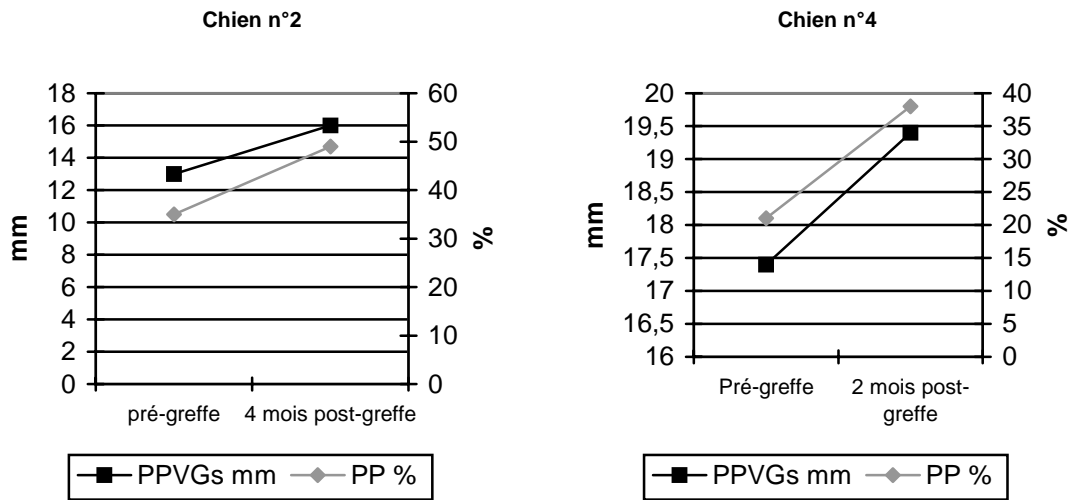 Chien n°2
18
16
14
12
10
8
6
4
2
0
mm
60
50
40
30
20
10
0
%
pré-greffe
4 mois post-greffe
PPVGs mm
PP %
Chien n°4
20
19,5
19
18,5
18
17,5
17
16,5
16
mm
40
35
30
25
20
15
10
5
0
%
Pré-greffe
2 mois post-
greffe
PPVGs mm
PP %